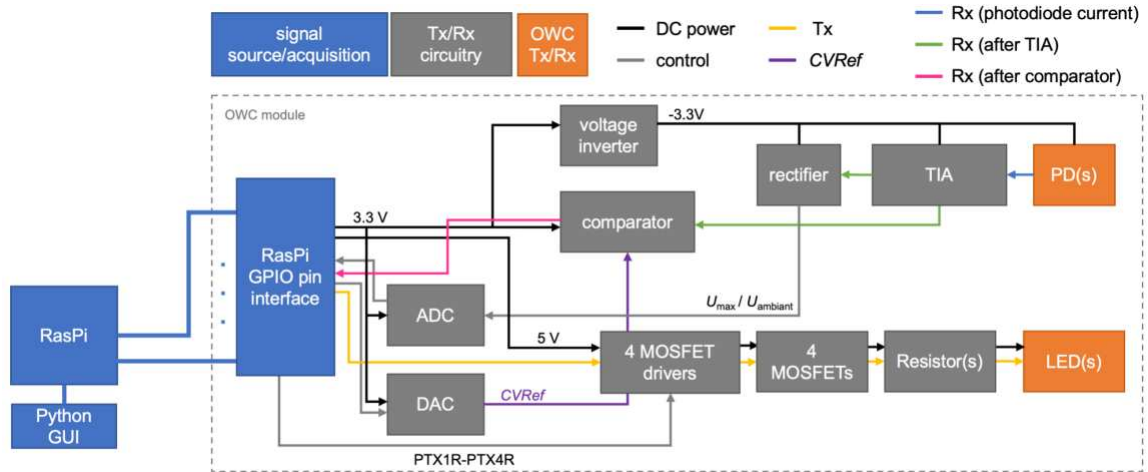 signal
source/acquisition
Tx/Rx
circuitry
OWC
Tx/Rx
DC power
control
Tx
CVRef
Rx (photodiode current)
Rx (after TIA)
Rx (after comparator)
OWC module
voltage
inverter
-3.3V
rectifier
TIA
PD(s)
3.3 V
comparator
RasPi
GPIO pin
interface
RasPi
Python
GUI
ADC
Umax / Uambiant
5 V
4 MOSFET
drivers
4
MOSFETs
Resistor(s)
LED(s)
DAC
CVRef
PTX1R-PTX4R